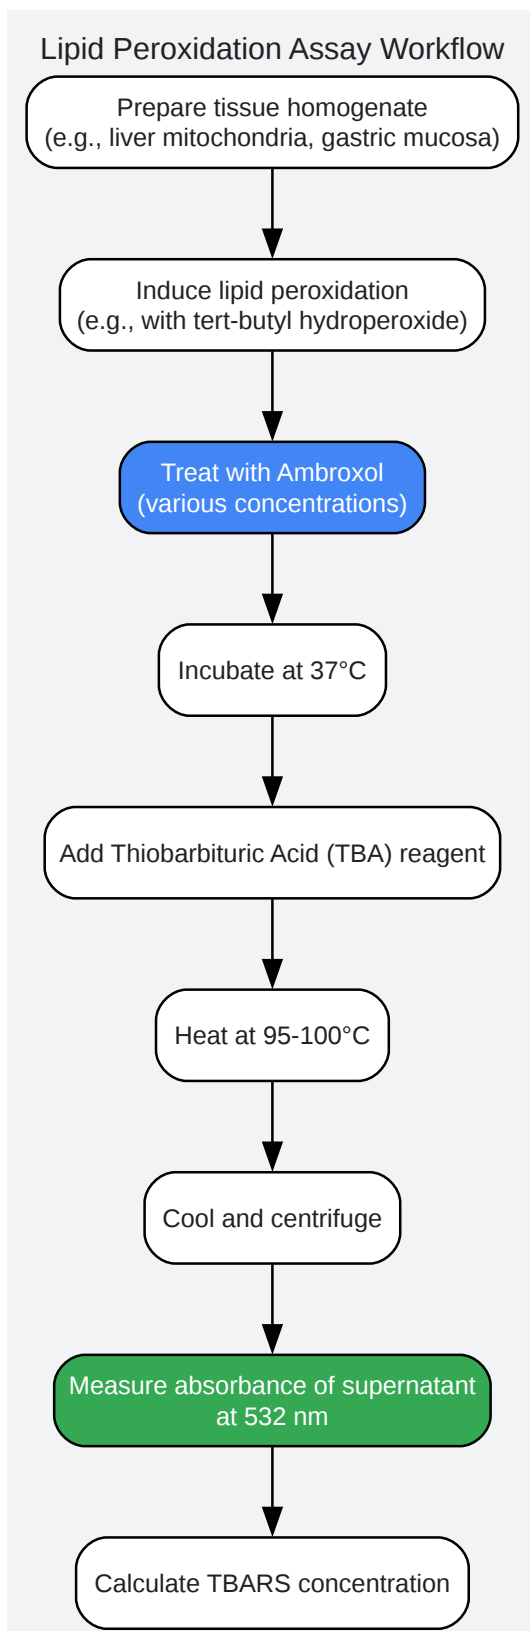 Lipid Peroxidation Assay Workflow
Prepare tissue homogenate
(e.g., liver mitochondria, gastric mucosa)
Induce lipid peroxidation
(e.g., with tert-butyl hydroperoxide)
Treat with Ambroxol
(various concentrations)
Incubate at 37°C
Add Thiobarbituric Acid (TBA) reagent
Heat at 95-100°C
Cool and centrifuge
Measure absorbance of supernatant
at 532 nm
Calculate TBARS concentration